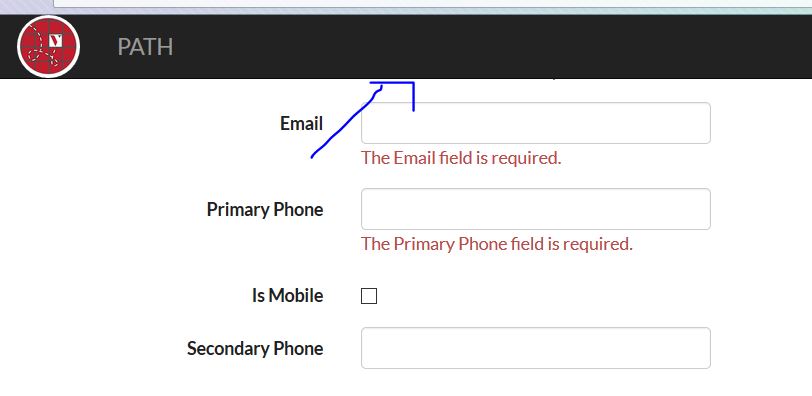 PATH
Email
The Email field is required.
Primary Phone
The Primary Phone field is required.
Is Mobile
Secondary Phone